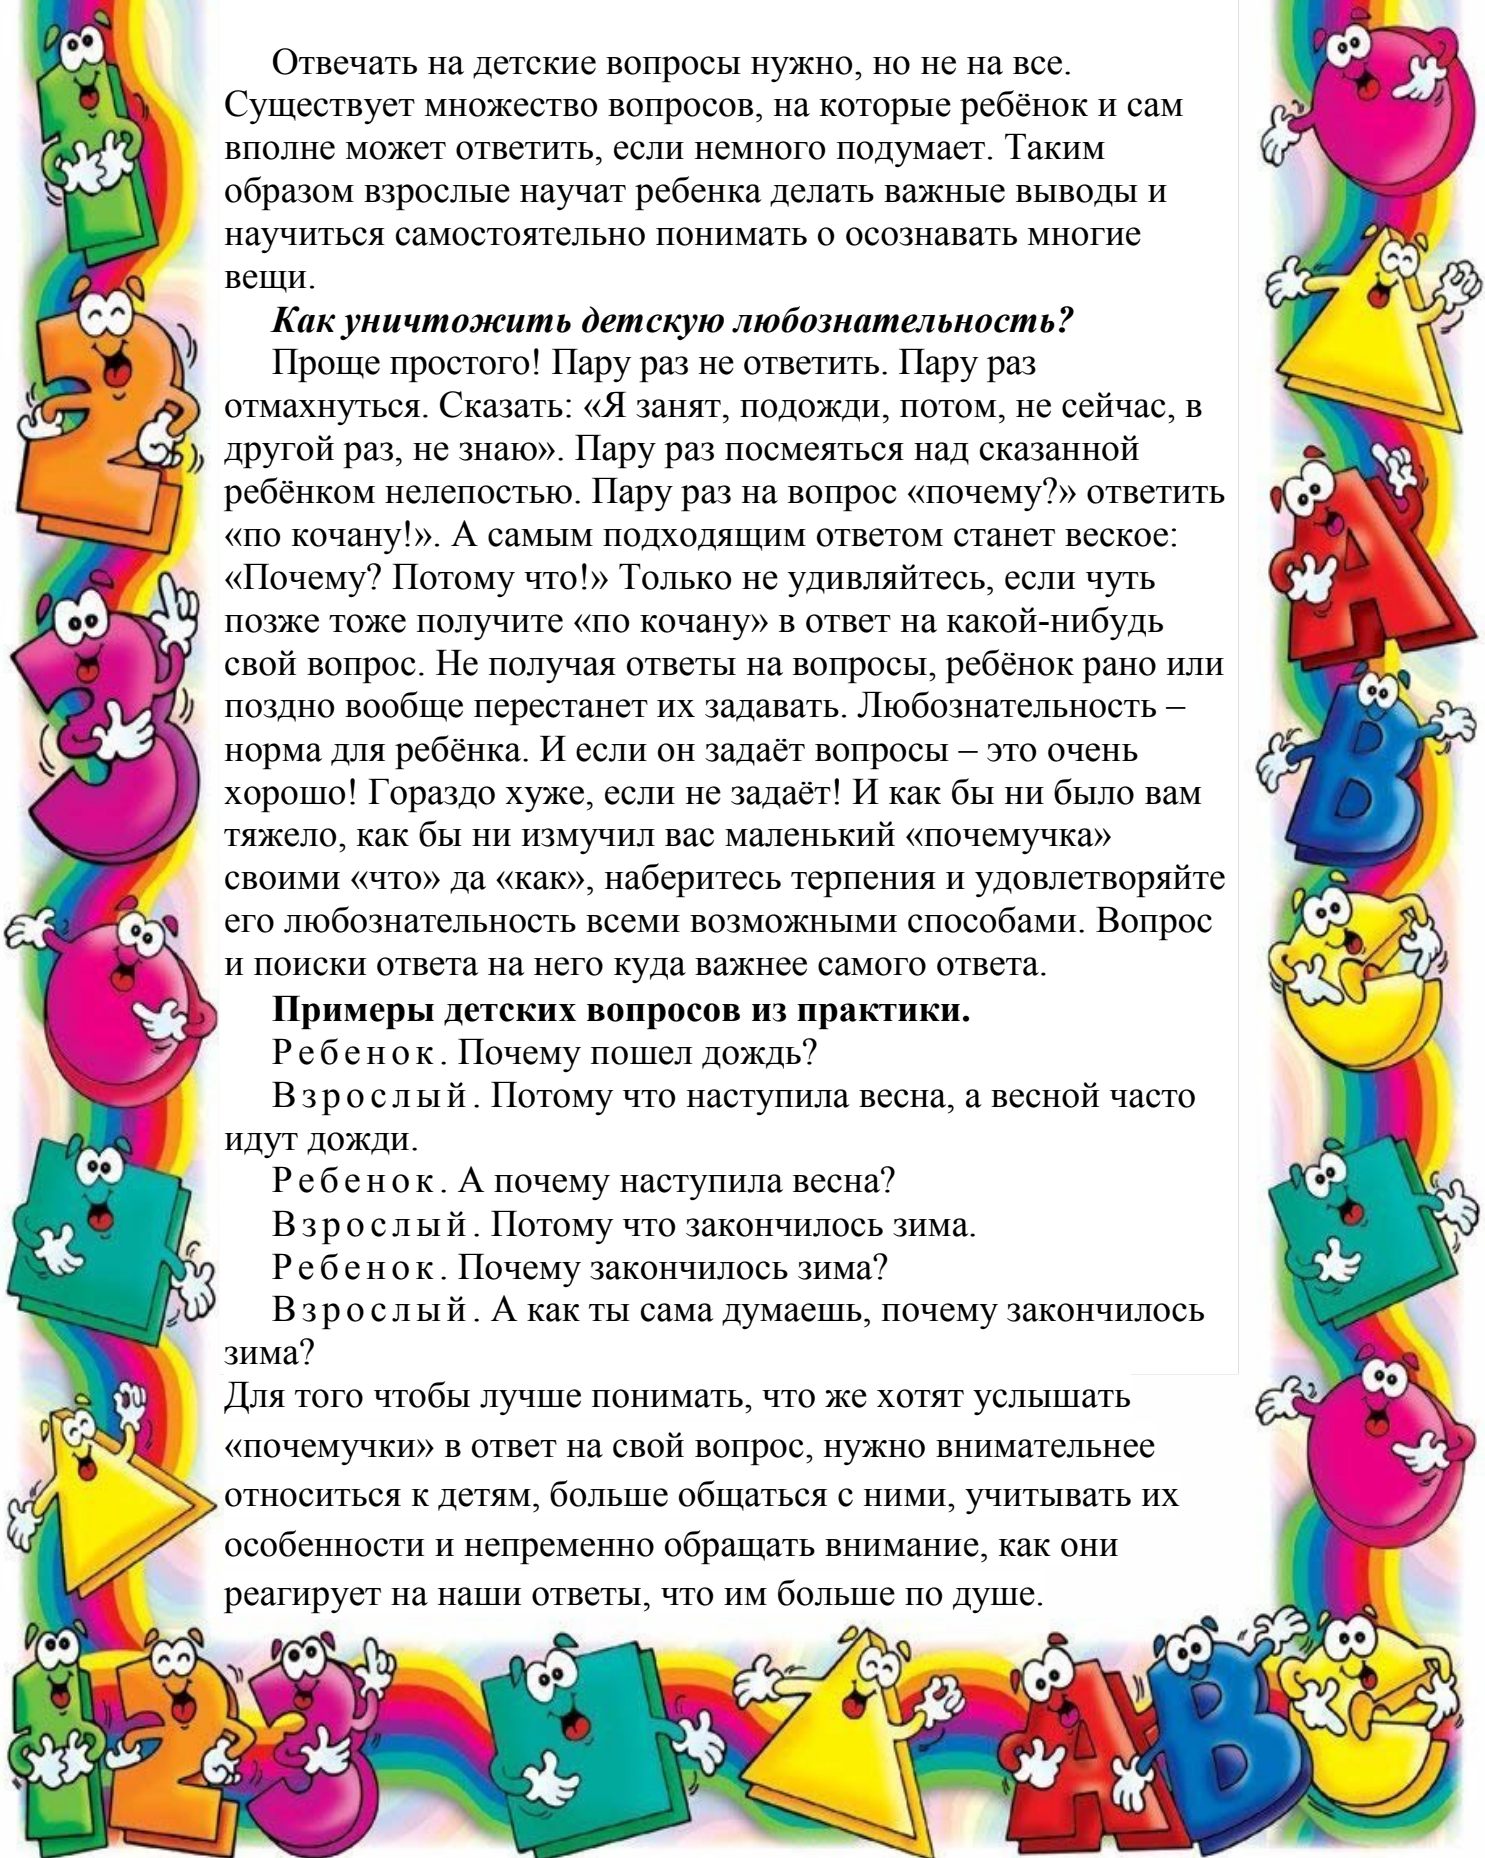 Отвечать на детские вопросы нужно, но не на все.
Существует множество вопросов, на которые ребёнок и сам
вполне может ответить, если немного подумает. Таким
образом взрослые научат ребенка делать важные выводы и
научиться самостоятельно понимать о осознавать многие
вещи.
Как уничтожить детскую любознательность?
Проще простого! Пару раз не ответить. Пару раз
отмахнуться. Сказать: «Я занят, подожди, потом, не сейчас, в
другой раз, не знаю». Пару раз посмеяться над сказанной
ребёнком нелепостью. Пару раз на вопрос «почему?» ответить
«по кочану!». А самым подходящим ответом станет веское:
«Почему? Потому что!» Только не удивляйтесь, если чуть
позже тоже получите «по кочану» в ответ на какой-нибудь
свой вопрос. Не получая ответы на вопросы, ребёнок рано или
поздно вообще перестанет их задавать. Любознательность –
норма для ребёнка. И если он задаёт вопросы – это очень
хорошо! Гораздо хуже, если не задаёт! И как бы ни было вам
тяжело, как бы ни измучил вас маленький «почемучка»
своими «что» да «как», наберитесь терпения и удовлетворяйте
его любознательность всеми возможными способами. Вопрос
и поиски ответа на него куда важнее самого ответа.
Примеры детских вопросов из практики.
Ребенок. Почему пошел дождь?
Взрослый. Потому что наступила весна, а весной часто
идут дожди.
Ребенок. А почему наступила весна?
Взрослый. Потому что закончилось зима.
Ребенок. Почему закончилось зима?
Взрослый. А как ты сама думаешь, почему закончилось
зима?
Для того чтобы лучше понимать, что же хотят услышать
«почемучки» в ответ на свой вопрос, нужно внимательнее
относиться к детям, больше общаться с ними, учитывать их
особенности и непременно обращать внимание, как они
реагирует на наши ответы, что им больше по душе.
1
2
3
A
B
C
1 2 3 A B C